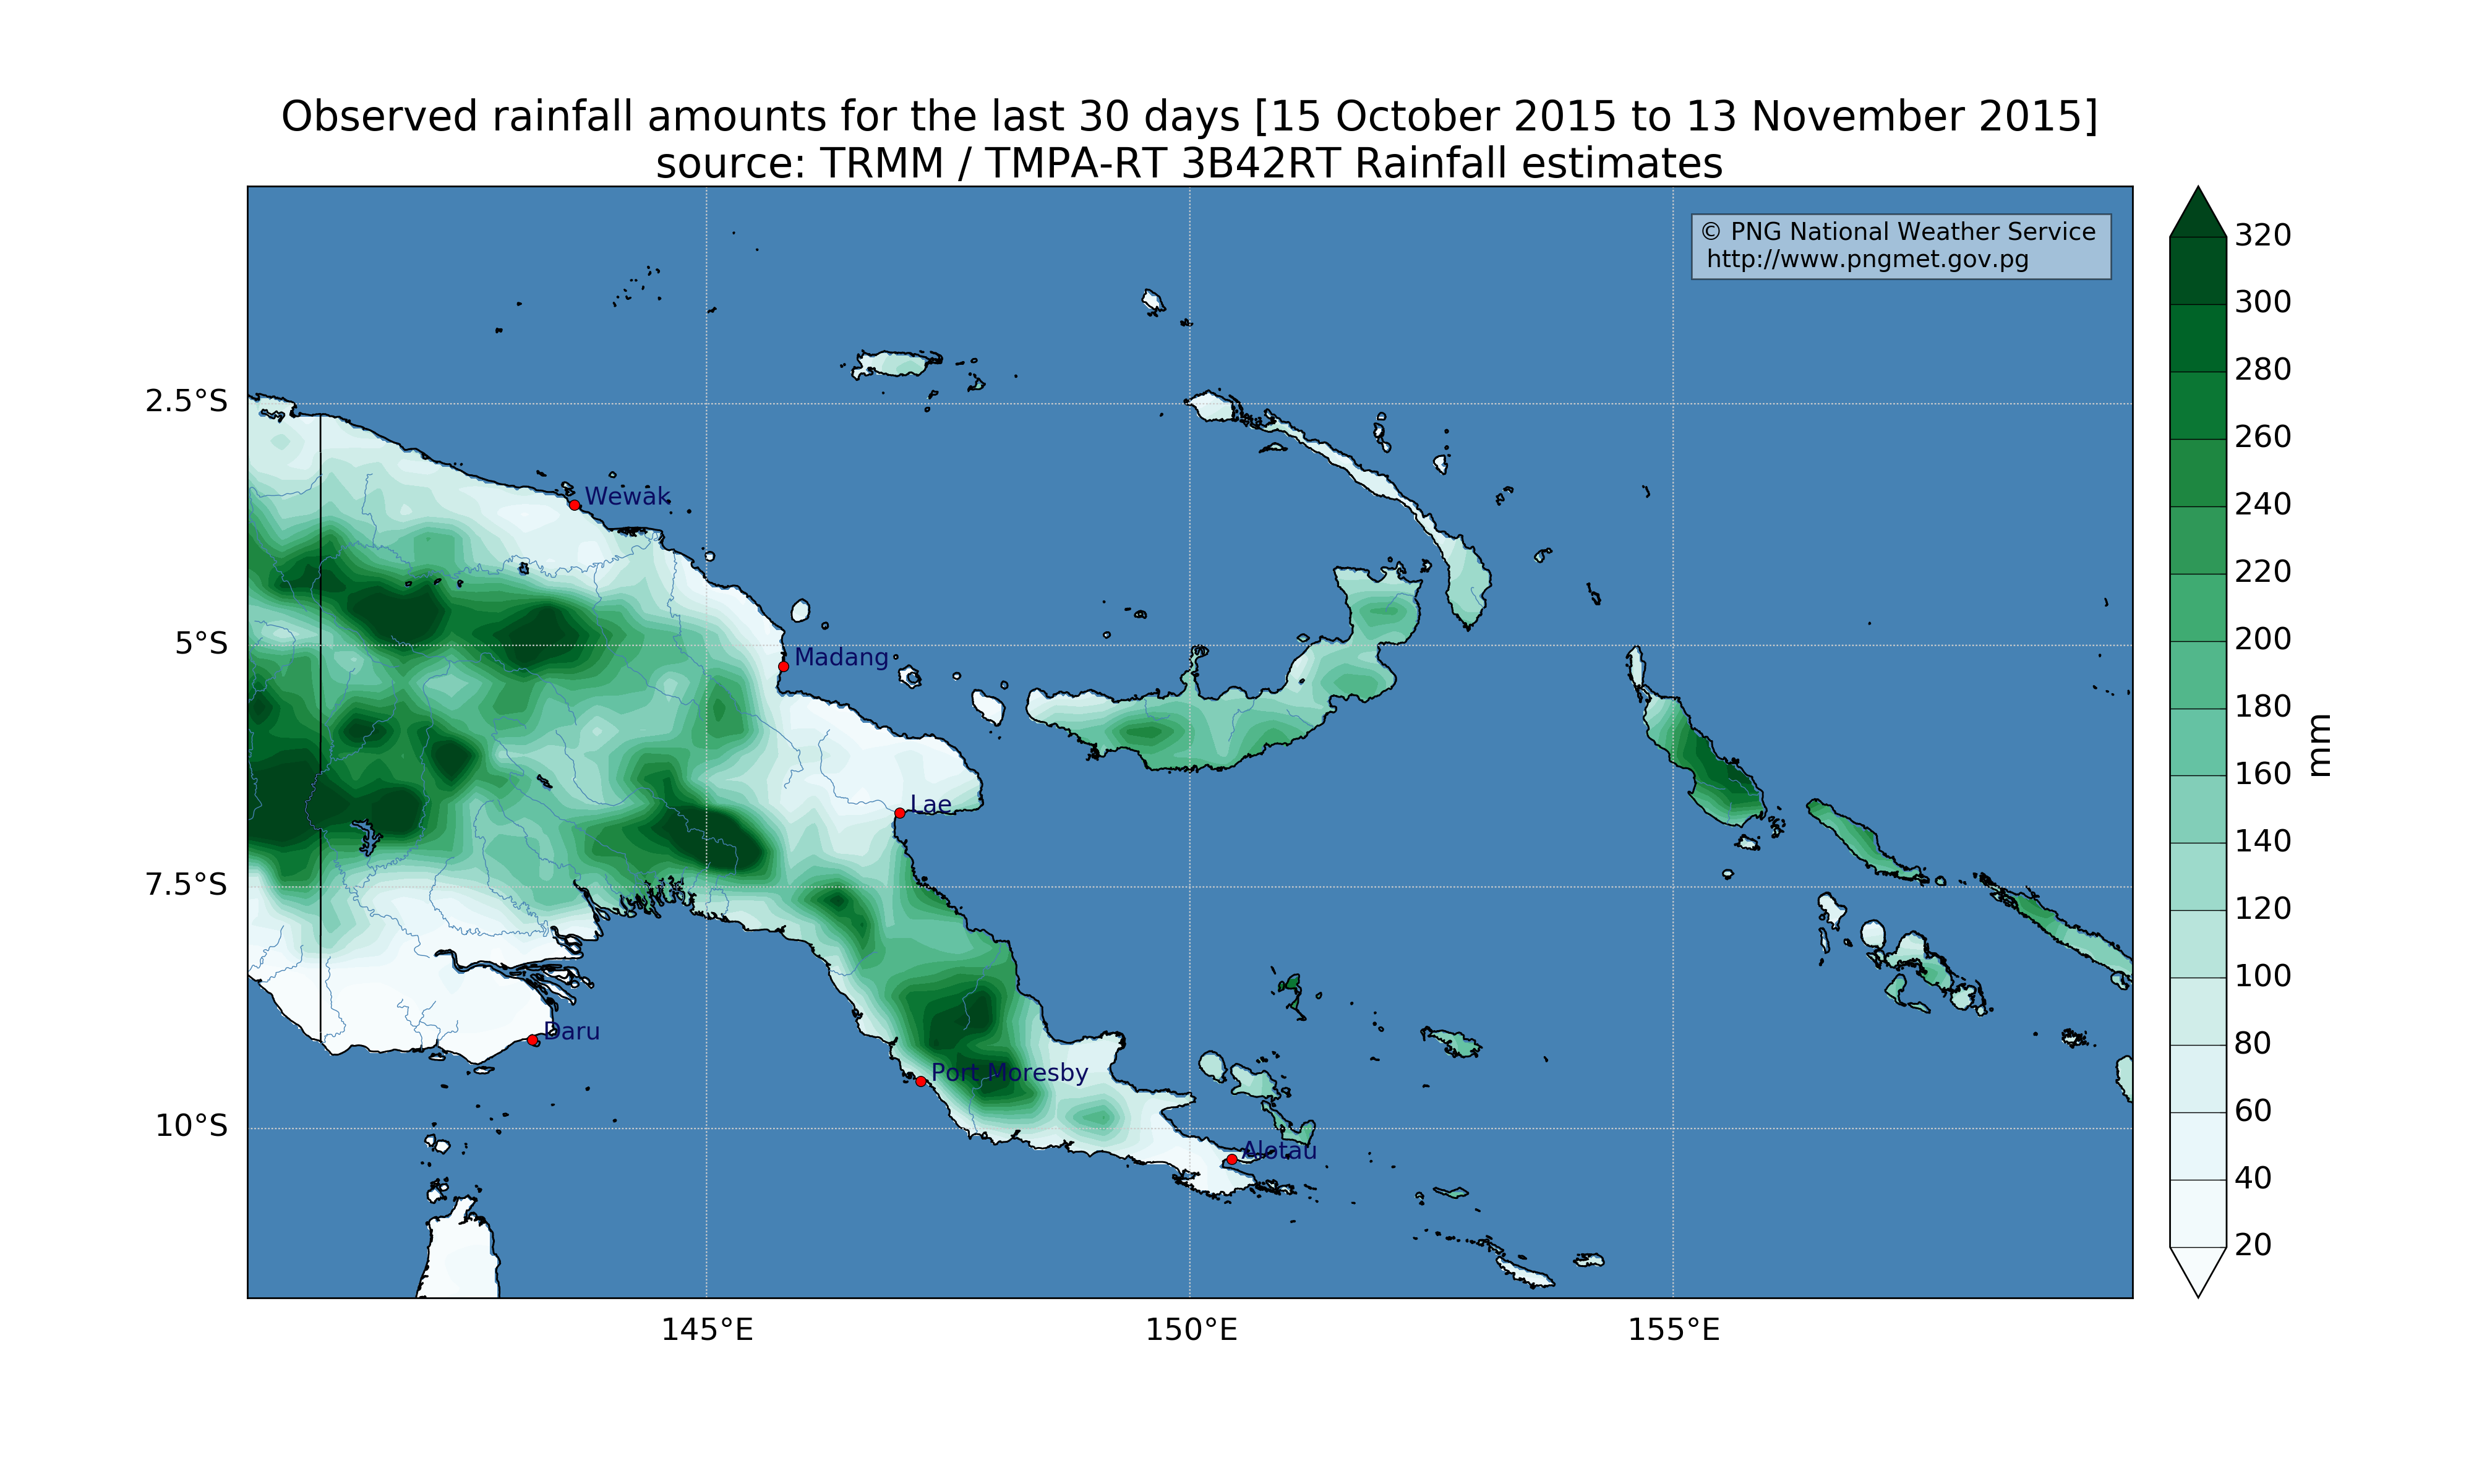 Observed rainfall amounts for the last 30 days [15 October 2015 to 13 November 2015]
source: TRMM / TMPA-RT 3B42RT Rainfall estimates
© PNG National Weather Service
http://www.pngmet.gov.pg
2.5°S
5°S
7.5°S
10°S
Wewak
Madang
Lae
Daru
Port Moresby
Alotau
145°E
150°E
155°E
320
300
280
260
240
220
200
180
160
140
120
100
80
60
40
20
mm